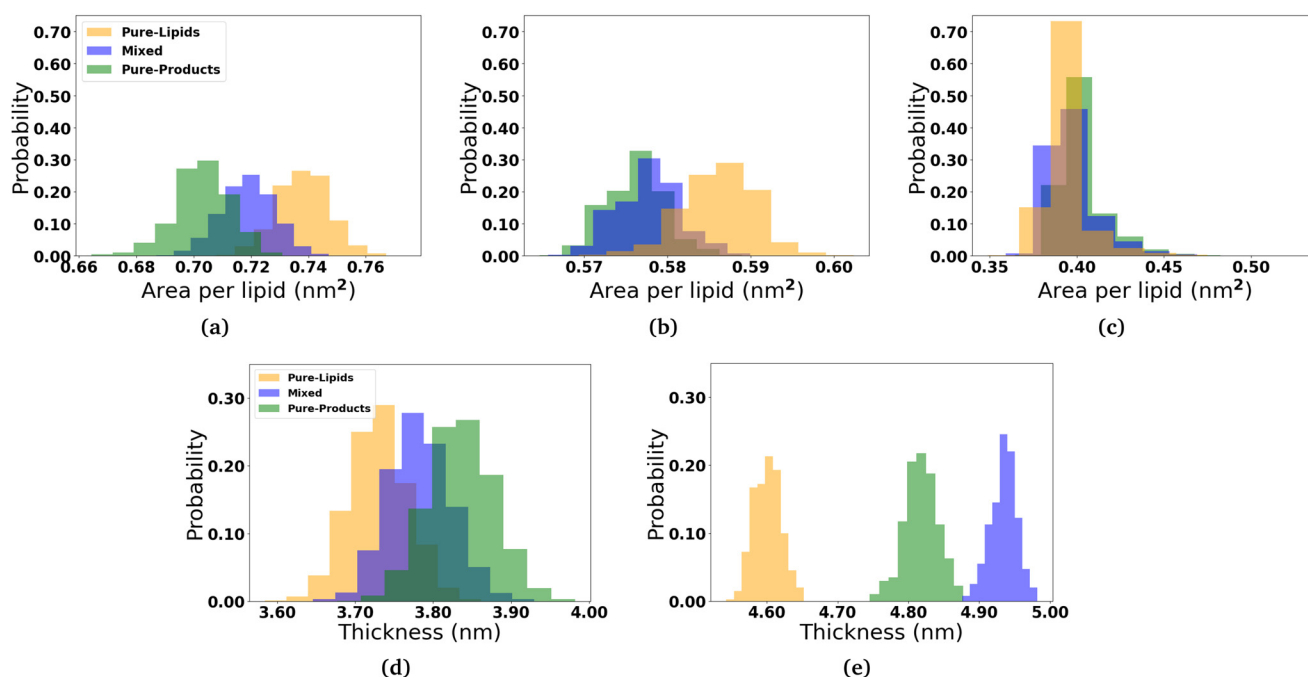 0.70
0.60
0.50
0.40
0.30
0.20
0.10
0.00
Probability
Pure-Lipids
Mixed
Pure-Products
0.66 0.70 0.72 0.74 0.76
Area per lipid (nm²)
(a)
0.70
0.60
0.50
0.40
0.30
0.20
0.10
0.00
Probability
0.57 0.58 0.59 0.60
Area per lipid (nm²)
(b)
0.70
0.60
0.50
0.40
0.30
0.20
0.10
0.00
Probability
0.35 0.40 0.45 0.50
Area per lipid (nm²)
(c)
0.30
0.20
0.10
0.00
Probability
Pure-Lipids
Mixed
Pure-Products
3.60 3.70 3.80 3.90 4.00
Thickness (nm)
(d)
0.30
0.20
0.10
0.00
Probability
4.60 4.70 4.80 4.90 5.00
Thickness (nm)
(e)